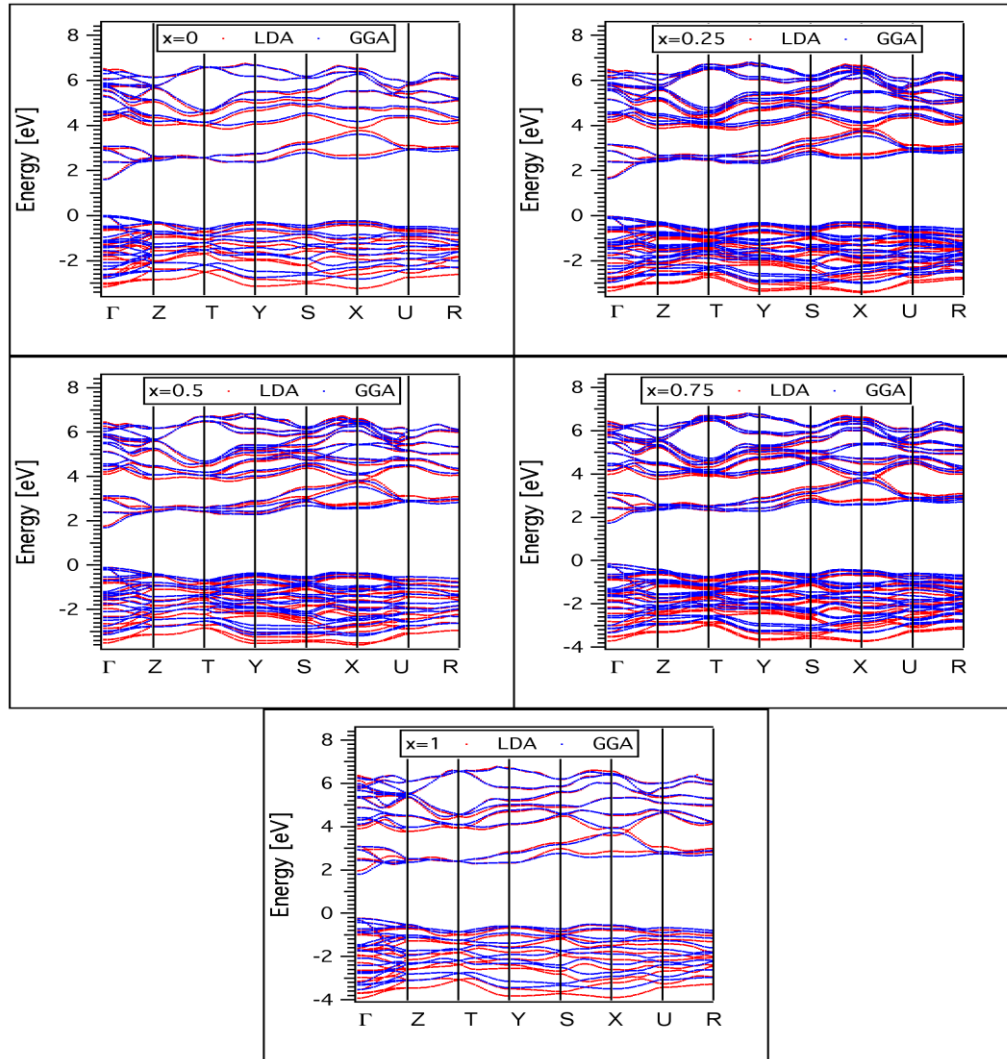 x=0 LDA GGA
8
6
4
2
0
-2
Energy [eV]
Γ Z T Y S X U R
x=0.25 LDA GGA
8
6
4
2
0
-2
Energy [eV]
Γ Z T Y S X U R
x=0.5 LDA GGA
8
6
4
2
0
-2
Energy [eV]
Γ Z T Y S X U R
x=0.75 LDA GGA
8
6
4
2
0
-2
-4
Energy [eV]
Γ Z T Y S X U R
x=1 LDA GGA
8
6
4
2
0
-2
-4
Energy [eV]
Γ Z T Y S X U R